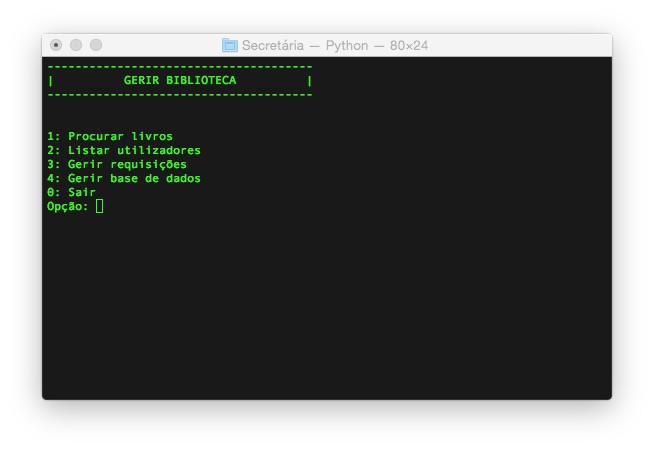 Secretária — Python — 80×24
--------------------------------------
|          GERIR BIBLIOTECA          |
--------------------------------------
1: Procurar livros
2: Listar utilizadores
3: Gerir requisições
4: Gerir base de dados
0: Sair
Opção: